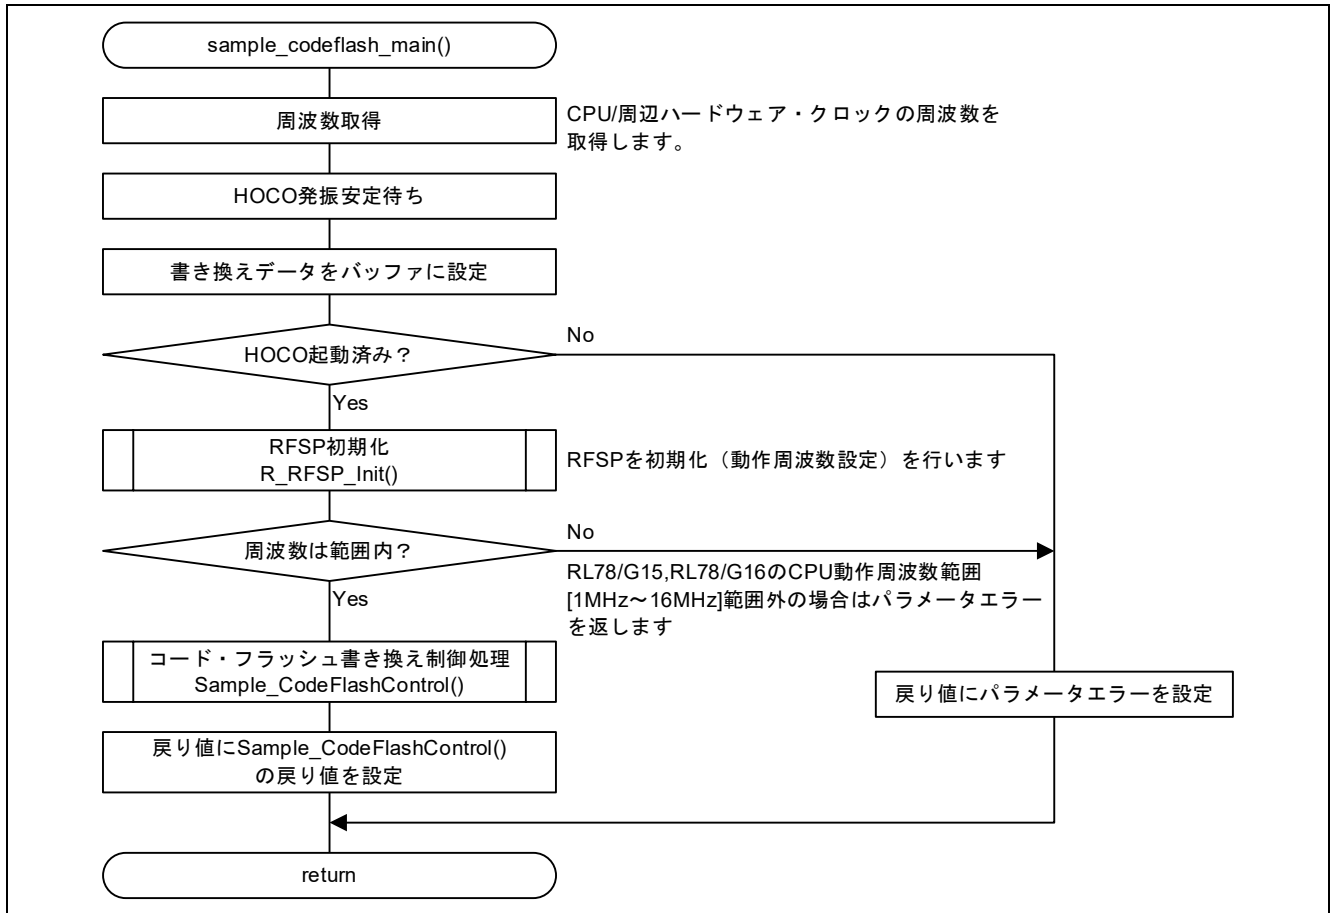 sample_codeflash_main()
周波数取得
CPU/周辺ハードウェア・クロックの周波数を
取得します。
HOCO発振安定待ち
書き換えデータをバッファに設定
HOCO起動済み？
No
Yes
RFSP初期化
R_RFSP_Init()
RFSPを初期化（動作周波数設定）を行います
周波数は範囲内？
No
Yes
RL78/G15,RL78/G16のCPU動作周波数範囲
[1MHz～16MHz]範囲外の場合はパラメータエラー
を返します
コード・フラッシュ書き換え制御処理
Sample_CodeFlashControl()
戻り値にパラメータエラーを設定
戻り値にSample_CodeFlashControl()
の戻り値を設定
return